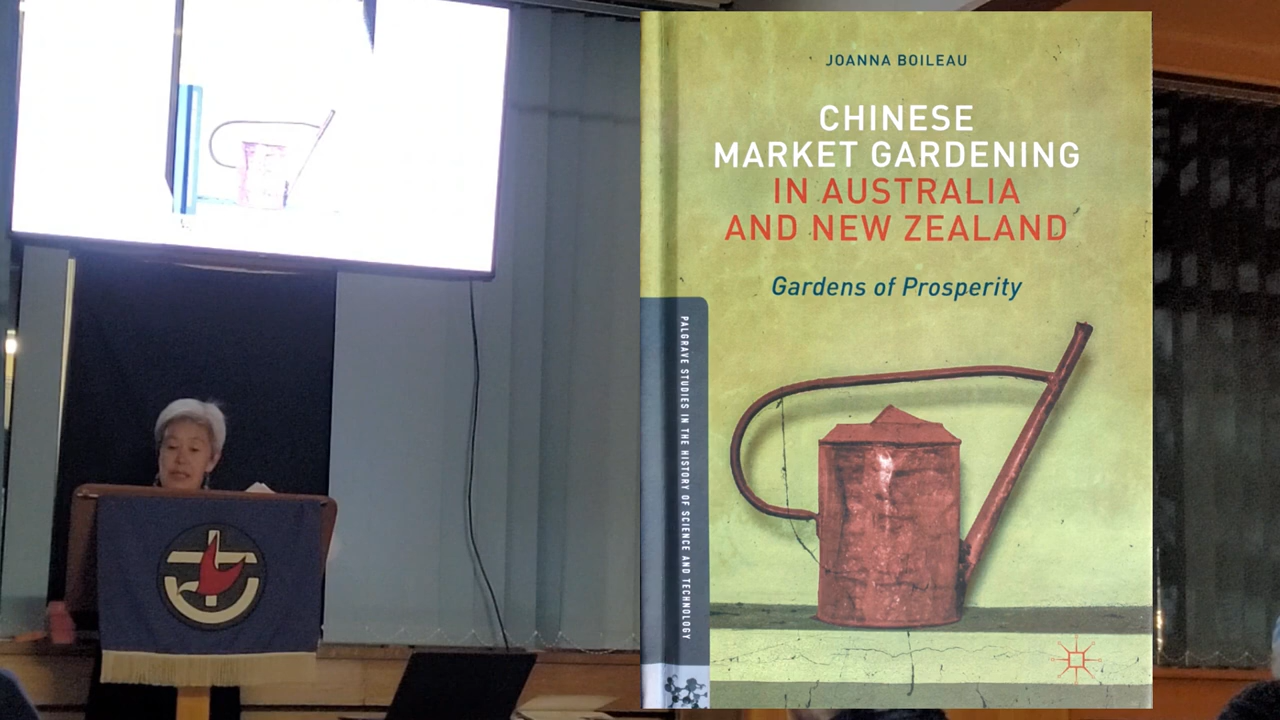 JOANNA BOILEAU
CHINESE
MARKET GARDENING
IN AUSTRALIA
AND NEW ZEALAND
Gardens of Prosperity
PALGRAVE STUDIES IN THE HISTORY OF SCIENCE AND TECHNOLOGY